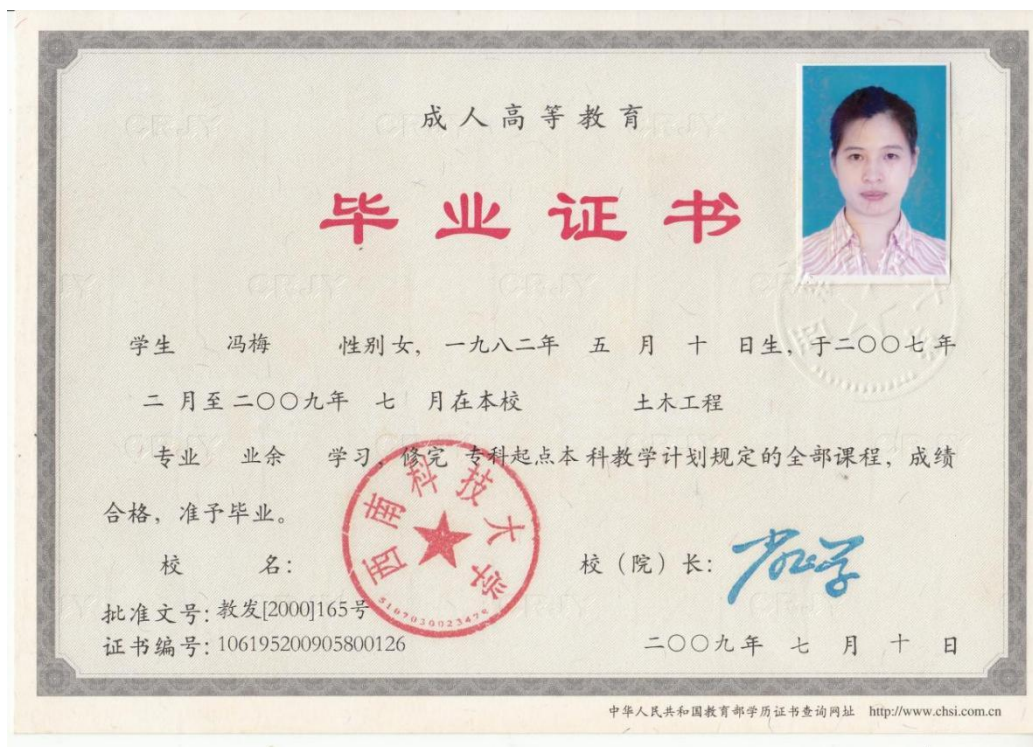 成人高等教育
毕业证书
学生 冯梅 性别女，一九八二年 五 月 十 日生，于二〇〇七年
二 月至二〇〇九年 七 月在本校 土木工程
专业 业余 学习，修完 专科起点本 科教学计划规定的全部课程，成绩
合格，准予毕业。
校 名：
西南科技大学
5107030023475
校（院）长：
批准文号：教发[2000]165号
证书编号：106195200905800126
二〇〇九年 七 月 十 日
中华人民共和国教育部学历证书查询网址 http://www.chsi.com.cn